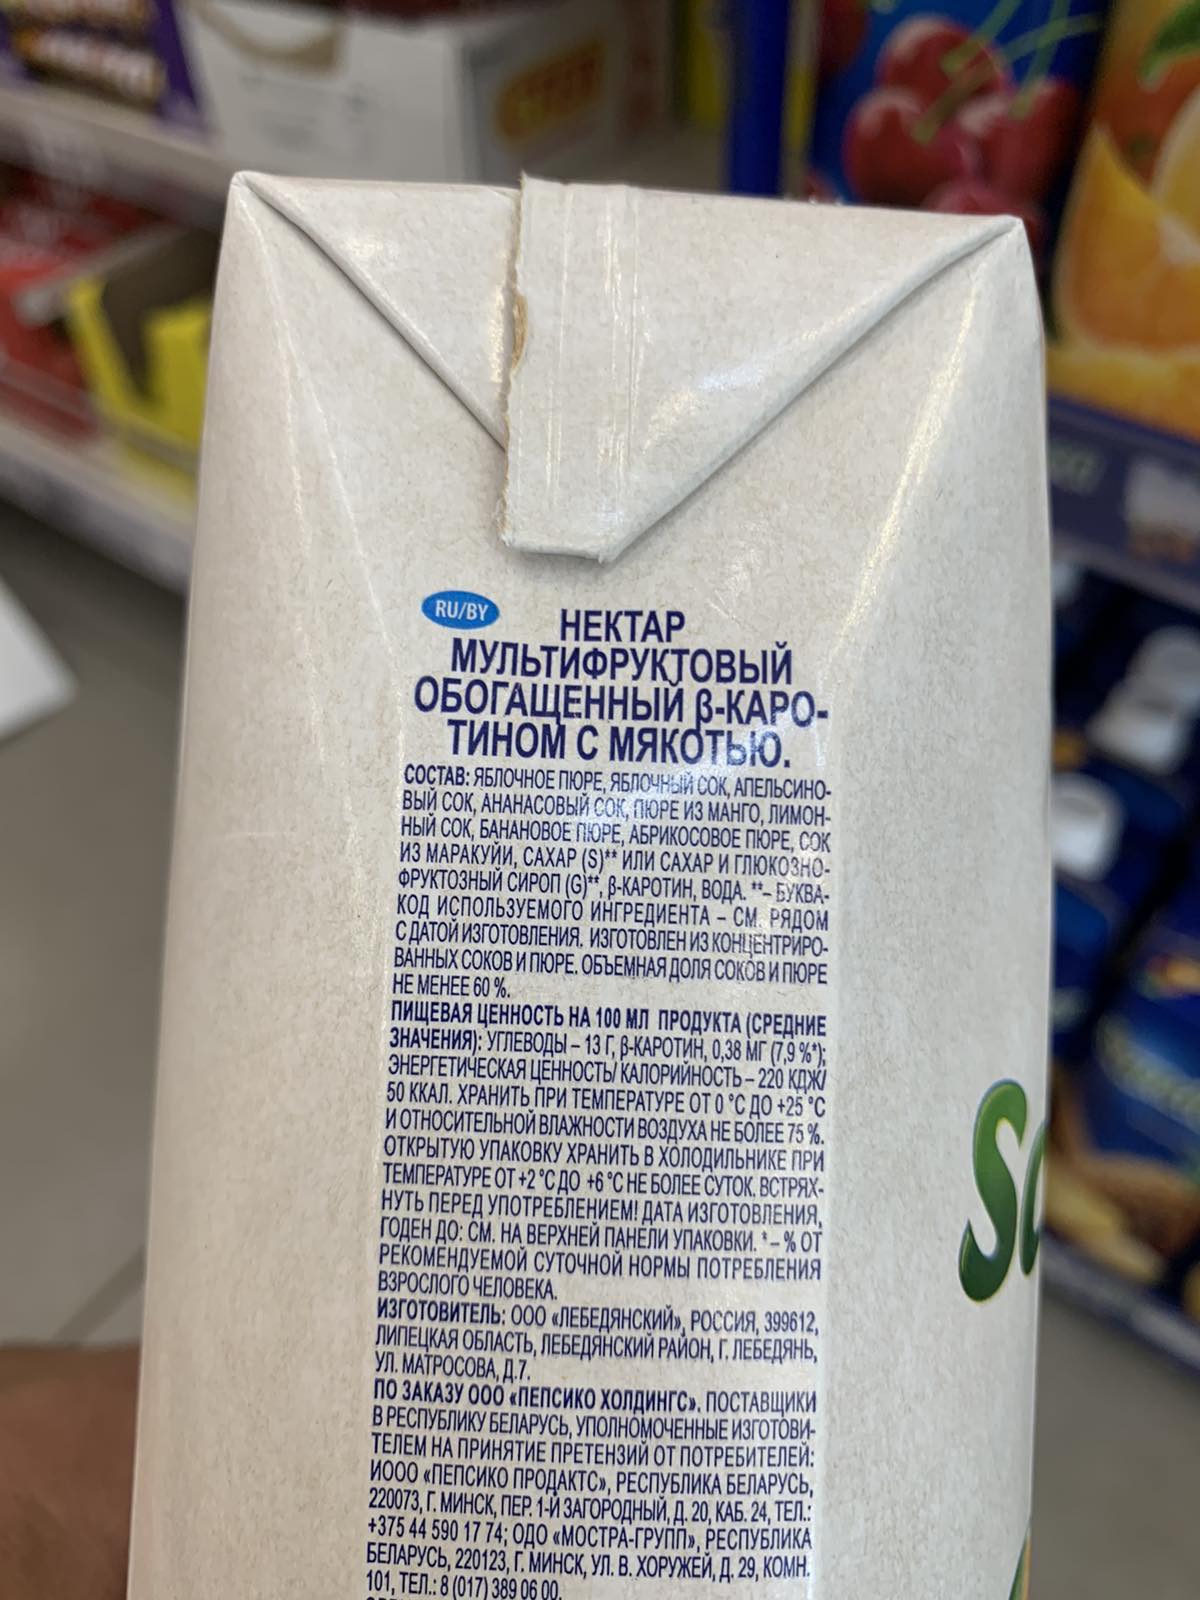 RU/BY
НЕКТАР
МУЛЬТИФРУКТОВЫЙ
ОБОГАЩЕННЫЙ β-КАРО-
ТИНОМ С МЯКОТЬЮ.
СОСТАВ: ЯБЛОЧНОЕ ПЮРЕ, ЯБЛОЧНЫЙ СОК, АПЕЛЬСИНО-
ВЫЙ СОК, АНАНАСОВЫЙ СОК, ПЮРЕ ИЗ МАНГО, ЛИМОН-
НЫЙ СОК, БАНАНОВОЕ ПЮРЕ, АБРИКОСОВОЕ ПЮРЕ, СОК
ИЗ МАРАКУЙИ, САХАР (S)** ИЛИ САХАР И ГЛЮКОЗНО-
ФРУКТОЗНЫЙ СИРОП (G)**, β-КАРОТИН, ВОДА. **– БУКВА-
КОД ИСПОЛЬЗУЕМОГО ИНГРЕДИЕНТА – СМ. РЯДОМ
С ДАТОЙ ИЗГОТОВЛЕНИЯ. ИЗГОТОВЛЕН ИЗ КОНЦЕНТРИРО-
ВАННЫХ СОКОВ И ПЮРЕ. ОБЪЕМНАЯ ДОЛЯ СОКОВ И ПЮРЕ
НЕ МЕНЕЕ 60 %.
ПИЩЕВАЯ ЦЕННОСТЬ НА 100 МЛ ПРОДУКТА (СРЕДНИЕ
ЗНАЧЕНИЯ): УГЛЕВОДЫ – 13 Г, β-КАРОТИН, 0,38 МГ (7,9 %*);
ЭНЕРГЕТИЧЕСКАЯ ЦЕННОСТЬ/ КАЛОРИЙНОСТЬ – 220 КДЖ/
50 ККАЛ. ХРАНИТЬ ПРИ ТЕМПЕРАТУРЕ ОТ 0 °С ДО +25 °С
И ОТНОСИТЕЛЬНОЙ ВЛАЖНОСТИ ВОЗДУХА НЕ БОЛЕЕ 75 %.
ОТКРЫТУЮ УПАКОВКУ ХРАНИТЬ В ХОЛОДИЛЬНИКЕ ПРИ
ТЕМПЕРАТУРЕ ОТ +2 °С ДО +6 °С НЕ БОЛЕЕ СУТОК. ВСТРЯХ-
НУТЬ ПЕРЕД УПОТРЕБЛЕНИЕМ! ДАТА ИЗГОТОВЛЕНИЯ,
ГОДЕН ДО: СМ. НА ВЕРХНЕЙ ПАНЕЛИ УПАКОВКИ. *– % ОТ
РЕКОМЕНДУЕМОЙ СУТОЧНОЙ НОРМЫ ПОТРЕБЛЕНИЯ
ВЗРОСЛОГО ЧЕЛОВЕКА.
ИЗГОТОВИТЕЛЬ: ООО «ЛЕБЕДЯНСКИЙ», РОССИЯ, 399612,
ЛИПЕЦКАЯ ОБЛАСТЬ, ЛЕБЕДЯНСКИЙ РАЙОН, Г. ЛЕБЕДЯНЬ,
УЛ. МАТРОСОВА, Д.7.
ПО ЗАКАЗУ ООО «ПЕПСИКО ХОЛДИНГС». ПОСТАВЩИКИ
В РЕСПУБЛИКУ БЕЛАРУСЬ, УПОЛНОМОЧЕННЫЕ ИЗГОТОВИ-
ТЕЛЕМ НА ПРИНЯТИЕ ПРЕТЕНЗИЙ ОТ ПОТРЕБИТЕЛЕЙ:
ИООО «ПЕПСИКО ПРОДАКТС», РЕСПУБЛИКА БЕЛАРУСЬ,
220073, Г. МИНСК, ПЕР. 1-Й ЗАГОРОДНЫЙ, Д. 20, КАБ. 24, ТЕЛ.:
+375 44 590 17 74; ОДО «МОСТРА-ГРУПП», РЕСПУБЛИКА
БЕЛАРУСЬ, 220123, Г. МИНСК, УЛ. В. ХОРУЖЕЙ, Д. 29, КОМН.
101, ТЕЛ.: 8 (017) 389 06 00.